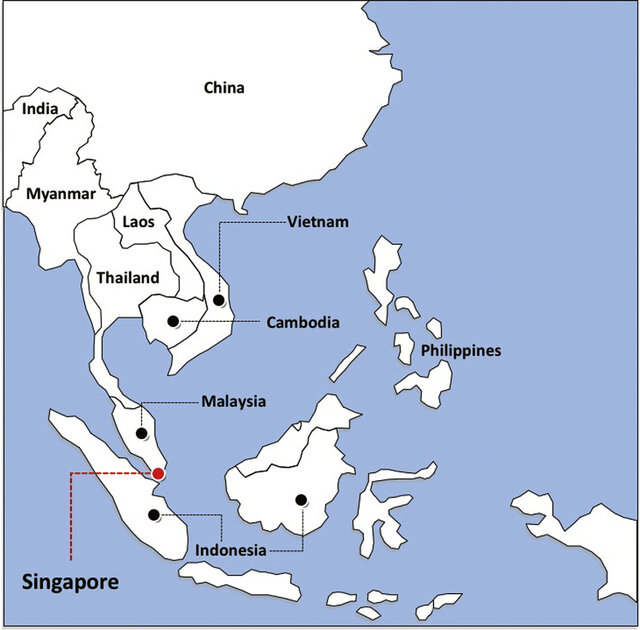 China
India
Myanmar
Laos
Vietnam
Thailand
Cambodia
Philippines
Malaysia
Indonesia
Singapore